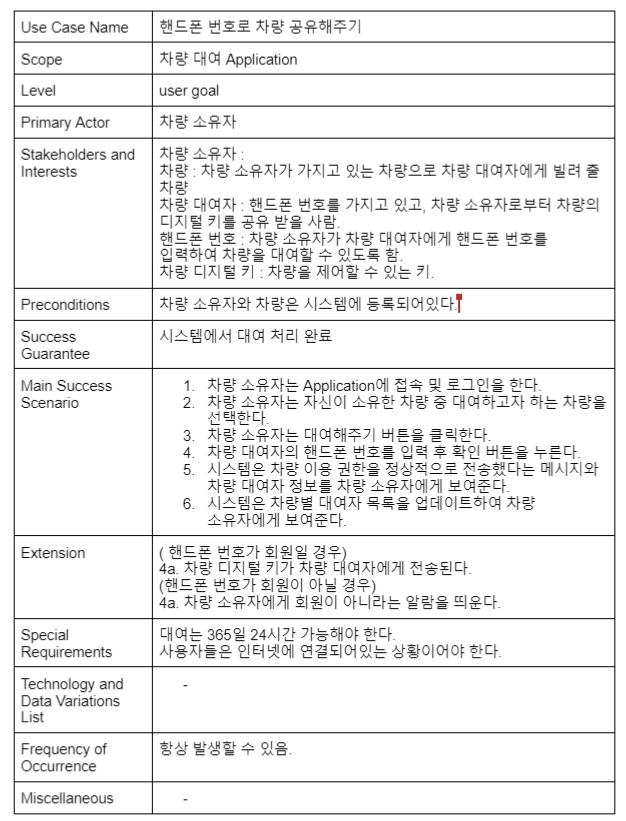 Use Case Name
핸드폰 번호로 차량 공유해주기
Scope
차량 대여 Application
Level
user goal
Primary Actor
차량 소유자
Stakeholders and
Interests
차량 소유자 :
차량 : 차량 소유자가 가지고 있는 차량으로 차량 대여자에게 빌려 줄
차량
차량 대여자 : 핸드폰 번호를 가지고 있고, 차량 소유자로부터 차량의
디지털 키를 공유 받을 사람.
핸드폰 번호 : 차량 소유자가 차량 대여자에게 핸드폰 번호를
입력하여 차량을 대여할 수 있도록 함.
차량 디지털 키 : 차량을 제어할 수 있는 키.
Preconditions
차량 소유자와 차량은 시스템에 등록되어있다.
Success
Guarantee
시스템에서 대여 처리 완료
Main Success
Scenario
1. 차량 소유자는 Application에 접속 및 로그인을 한다.
2. 차량 소유자는 자신이 소유한 차량 중 대여하고자 하는 차량을
선택한다.
3. 차량 소유자는 대여해주기 버튼을 클릭한다.
4. 차량 대여자의 핸드폰 번호를 입력 후 확인 버튼을 누른다.
5. 시스템은 차량 이용 권한을 정상적으로 전송했다는 메시지와
차량 대여자 정보를 차량 소유자에게 보여준다.
6. 시스템은 차량별 대여자 목록을 업데이트하여 차량
소유자에게 보여준다.
Extension
( 핸드폰 번호가 회원일 경우)
4a. 차량 디지털 키가 차량 대여자에게 전송된다.
(핸드폰 번호가 회원이 아닐 경우)
4a. 차량 소유자에게 회원이 아니라는 알람을 띄운다.
Special
Requirements
대여는 365일 24시간 가능해야 한다.
사용자들은 인터넷에 연결되어있는 상황이어야 한다.
Technology and
Data Variations
List
-
Frequency of
Occurrence
항상 발생할 수 있음.
Miscellaneous
-